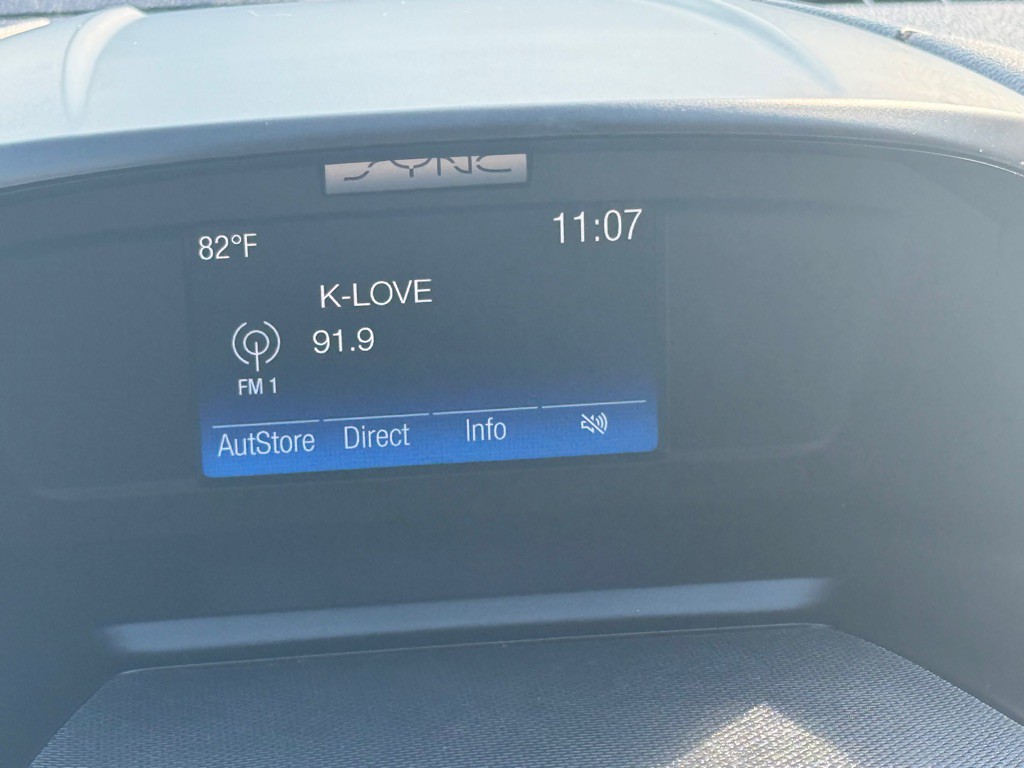 SYNC
82°F
11:07
K-LOVE
91.9
FM 1
AutStore
Direct
Info